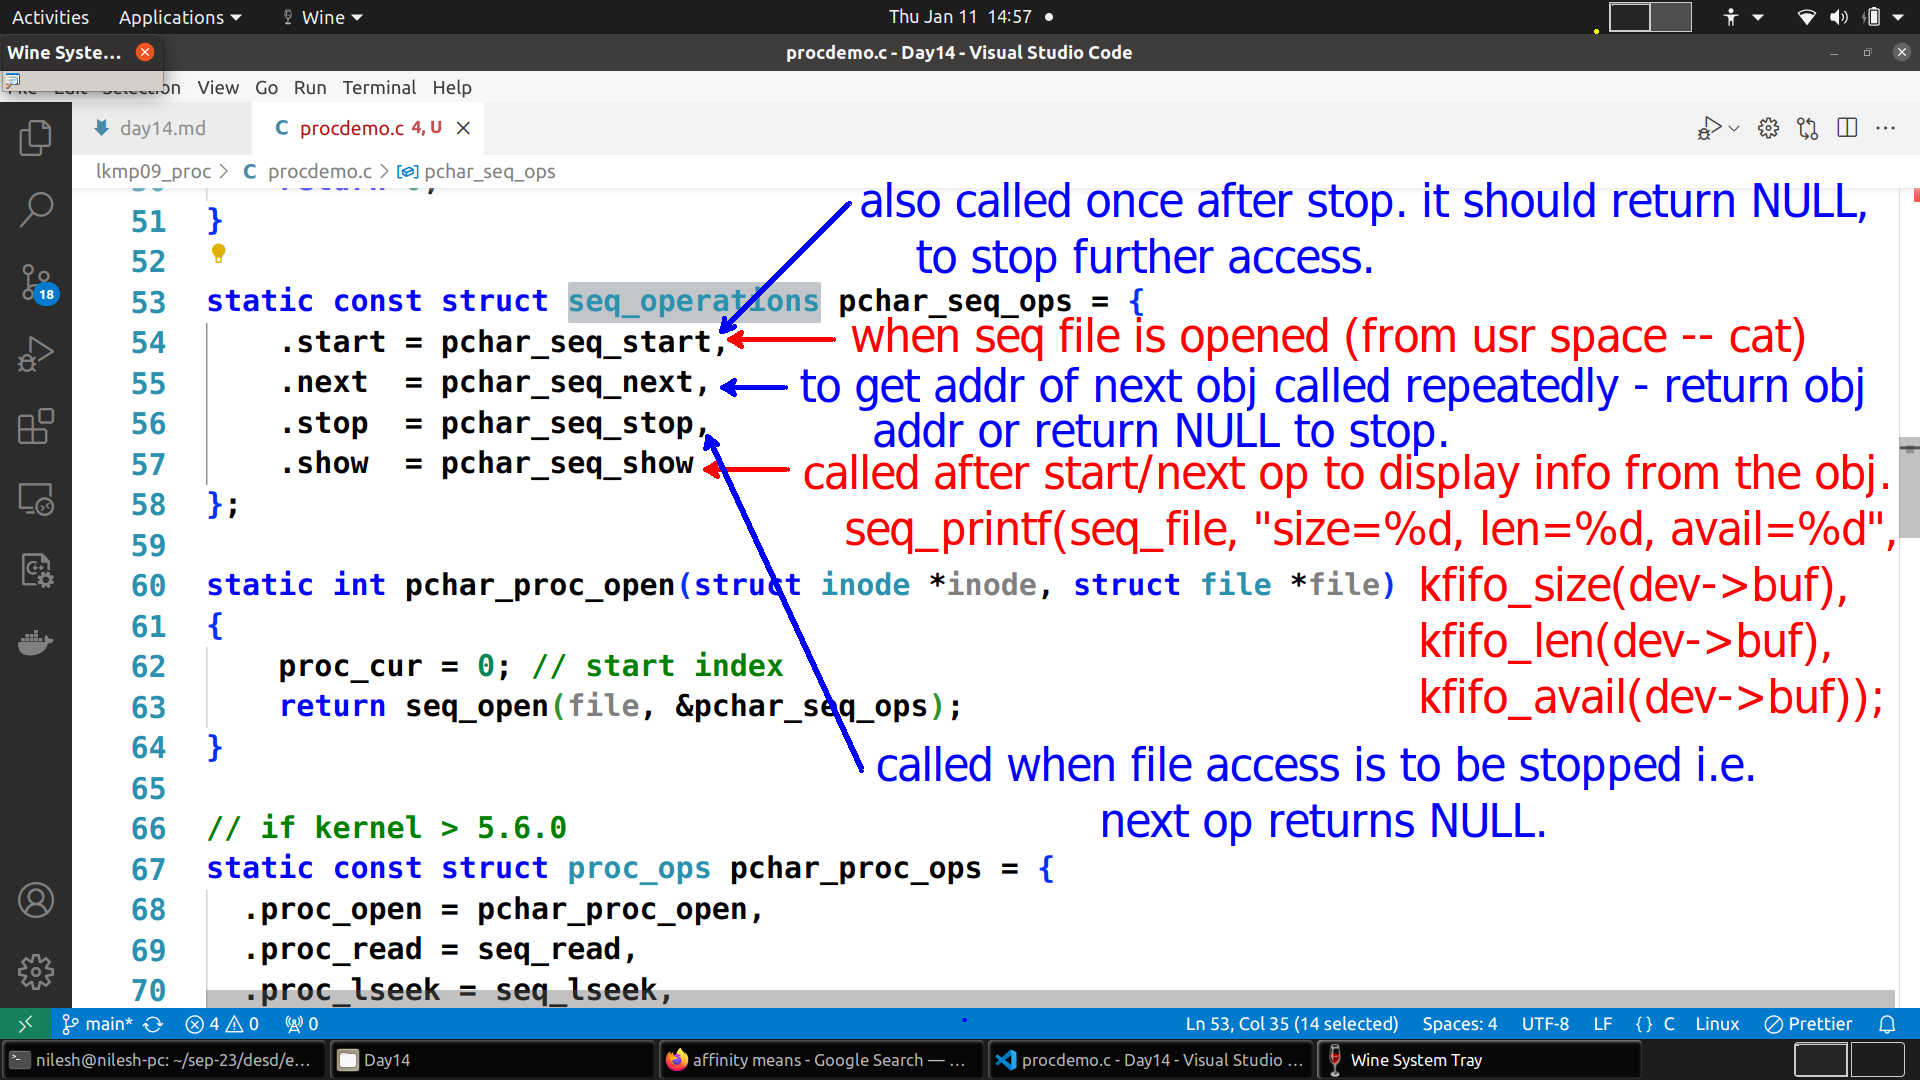 Activities Applications Wine Thu Jan 11 14:57
Wine Syste...
procdemo.c - Day14 - Visual Studio Code
Selection View Go Run Terminal Help
day14.md procdemo.c 4, U
lkmp09_proc > C procdemo.c > pchar_seq_ops
also called once after stop. it should return NULL,
51 }
52
to stop further access.
53 static const struct seq_operations pchar_seq_ops = {
54 .start = pchar_seq_start,
when seq file is opened (from usr space -- cat)
55 .next = pchar_seq_next,
to get addr of next obj called repeatedly - return obj
56 .stop = pchar_seq_stop,
addr or return NULL to stop.
57 .show = pchar_seq_show
called after start/next op to display info from the obj.
58 };
seq_printf(seq_file, "size=%d, len=%d, avail=%d",
59
60 static int pchar_proc_open(struct inode *inode, struct file *file)
kfifo_size(dev->buf),
61 {
kfifo_len(dev->buf),
62 proc_cur = 0; // start index
63 return seq_open(file, &pchar_seq_ops);
kfifo_avail(dev->buf));
64 }
called when file access is to be stopped i.e.
65
66 // if kernel > 5.6.0
next op returns NULL.
67 static const struct proc_ops pchar_proc_ops = {
68 .proc_open = pchar_proc_open,
69 .proc_read = seq_read,
70 .proc_lseek = seq_lseek,
18
main* 4 0 0 Ln 53, Col 35 (14 selected) Spaces: 4 UTF-8 LF {} C Linux Prettier
nilesh@nilesh-pc: ~/sep-23/desd/e... Day14 affinity means - Google Search — ... procdemo.c - Day14 - Visual Studio ... Wine System Tray